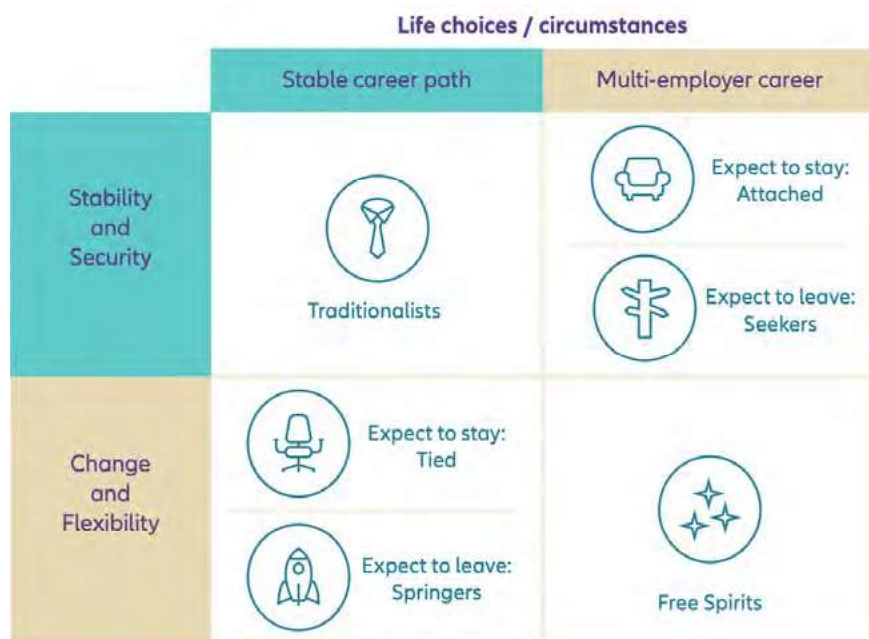 Life choices / circumstances
Stable career path
Multi-employer career
Stability
and
Security
Traditionalists
Expect to stay:
Attached
Expect to leave:
Seekers
Change
and
Flexibility
Expect to stay:
Tied
Expect to leave:
Springers
Free Spirits